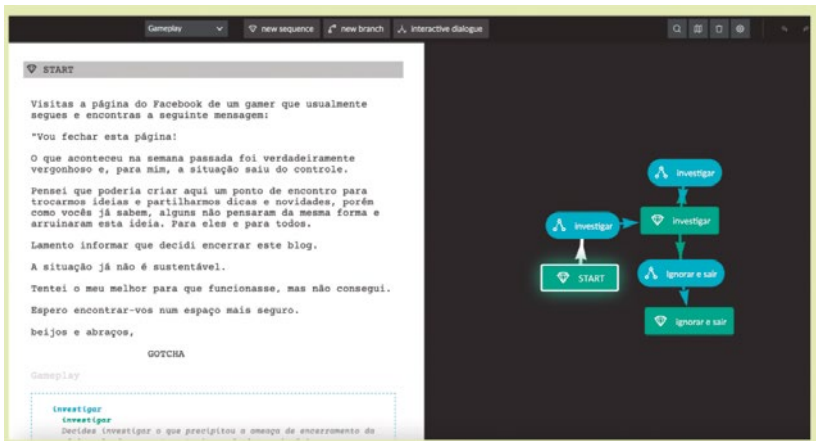 Gameplay
new sequence
new branch
interactive dialogue
START
Visitas a página do Facebook de um gamer que usualmente
segues e encontras a seguinte mensagem:
"Vou fechar esta página!
O que aconteceu na semana passada foi verdadeiramente
vergonhoso e, para mim, a situação saiu do controle.
Pensei que poderia criar aqui um ponto de encontro para
trocarmos ideias e partilharmos dicas e novidades, porém
como vocês já sabem, alguns não pensaram da mesma forma e
arruinaram esta ideia. Para eles e para todos.
Lamento informar que decidi encerrar este blog.
A situação já não é sustentável.
Tentei o meu melhor para que funcionasse, mas não consegui.
Espero encontrar-vos num espaço mais seguro.
beijos e abraços,
GOTCHA
Gameplay
investigar
investigar
Decides investigar o que precipitou a ameaça de encerramento da
investigar
investigar
investigar
START
Ignorar e sair
ignorar e sair